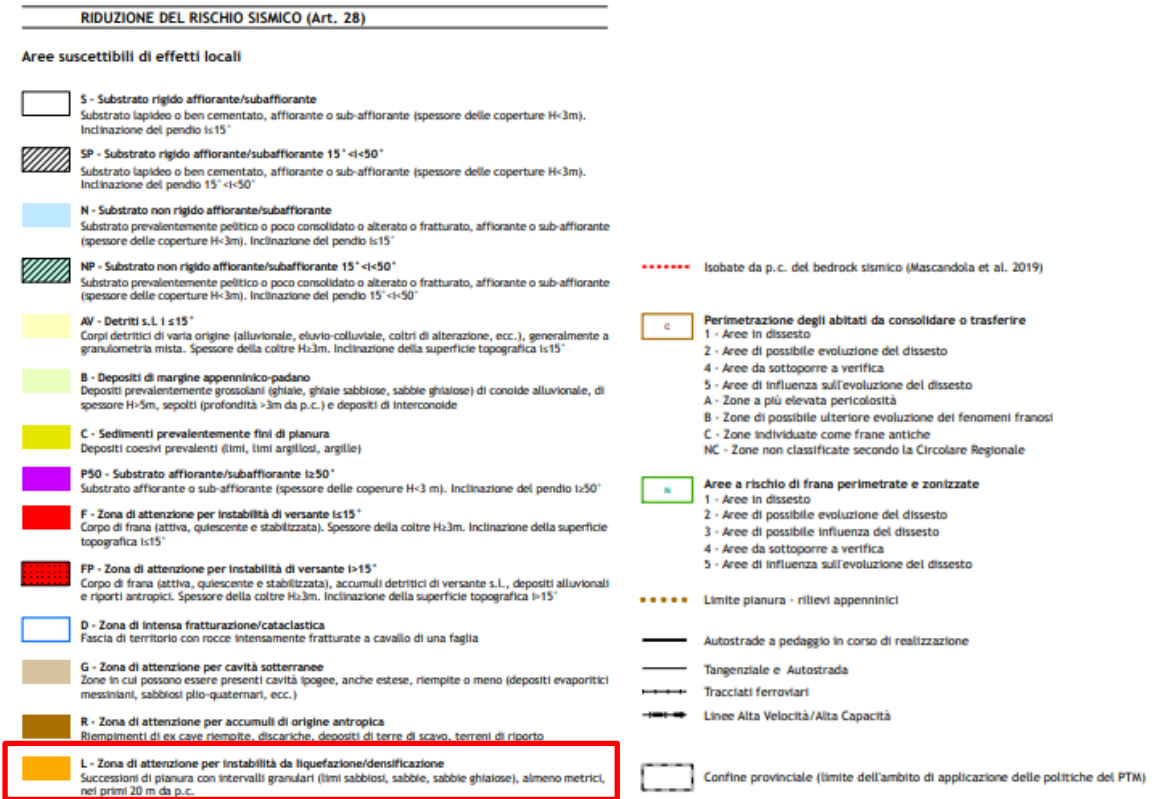 RIDUZIONE DEL RISCHIO SISMICO (Art. 28)
Aree suscettibili di effetti locali
S - Substrato rigido affiorante/subaffiorante
Substrato lapideo o ben cementato, affiorante o sub-affiorante (spessore delle coperture H<3m).
Inclinazione del pendio i≤15°
SP - Substrato rigido affiorante/subaffiorante 15°<i<50°
Substrato lapideo o ben cementato, affiorante o sub-affiorante (spessore delle coperture H<3m).
Inclinazione del pendio 15°<i<50°
N - Substrato non rigido affiorante/subaffiorante
Substrato prevalentemente pelitico o poco consolidato o alterato o fratturato, affiorante o sub-affiorante
(spessore delle coperture H<3m). Inclinazione del pendio i≤15°
NP - Substrato non rigido affiorante/subaffiorante 15°<i<50°
Substrato prevalentemente pelitico o poco consolidato o alterato o fratturato, affiorante o sub-affiorante
(spessore delle coperture H<3m). Inclinazione del pendio 15°<i<50°
AV - Detriti s.l. i ≤15°
Corpi detritici di varia origine (alluvionale, eluvio-colluviale, coltri di alterazione, ecc.), generalmente a
granulometria mista. Spessore della coltre H≥3m. Inclinazione della superficie topografica i≤15°
B - Depositi di margine appenninico-padano
Depositi prevalentemente grossolani (ghiaie, ghiaie sabbiose, sabbie ghiaiose) di conoide alluvionale, di
spessore H>5m, sepolti (profondità >3m da p.c.) e depositi di interconoide
C - Sedimenti prevalentemente fini di pianura
Depositi coesivi prevalenti (limi, limi argillosi, argille)
P50 - Substrato affiorante/subaffiorante i≥50°
Substrato affiorante o sub-affiorante (spessore delle coperure H<3 m). Inclinazione del pendio i≥50°
F - Zona di attenzione per instabilità di versante i≤15°
Corpo di frana (attiva, quiescente e stabilizzata). Spessore della coltre H≥3m. Inclinazione della superficie
topografica i≤15°
FP - Zona di attenzione per instabilità di versante i>15°
Corpo di frana (attiva, quiescente e stabilizzata), accumuli detritici di versante s.l., depositi alluvionali
e riporti antropici. Spessore della coltre H≥3m. Inclinazione della superficie topografica i>15°
D - Zona di intensa fratturazione/cataclastica
Fascia di territorio con rocce intensamente fratturate a cavallo di una faglia
G - Zona di attenzione per cavità sotterranee
Zone in cui possono essere presenti cavità ipogee, anche estese, riempite o meno (depositi evaporitici
messiniani, sabbiosi plio-quaternari, ecc.)
R - Zona di attenzione per accumuli di origine antropica
Riempimenti di ex cave riempite, discariche, depositi di terre di scavo, terreni di riporto
L - Zona di attenzione per instabilità da liquefazione/densificazione
Successioni di pianura con intervalli granulari (limi sabbiosi, sabbie, sabbie ghiaiose), almeno metrici,
nei primi 20 m da p.c.
Isobate da p.c. del bedrock sismico (Mascandola et al. 2019)
C
Perimetrazione degli abitati da consolidare o trasferire
1 - Aree in dissesto
2 - Aree di possibile evoluzione del dissesto
4 - Aree da sottoporre a verifica
5 - Aree di influenza sull'evoluzione del dissesto
A - Zone a più elevata pericolosità
B - Zone di possibile ulteriore evoluzione dei fenomeni franosi
C - Zone individuate come frane antiche
NC - Zone non classificate secondo la Circolare Regionale
N
Aree a rischio di frana perimetrate e zonizzate
1 - Aree in dissesto
2 - Aree di possibile evoluzione del dissesto
3 - Aree di possibile influenza del dissesto
4 - Aree da sottoporre a verifica
5 - Aree di influenza sull'evoluzione del dissesto
Limite pianura - rilievi appenninici
Autostrade a pedaggio in corso di realizzazione
Tangenziale e Autostrada
Tracciati ferroviari
Linee Alta Velocità/Alta Capacità
Confine provinciale (limite dell'ambito di applicazione delle politiche del PTM)